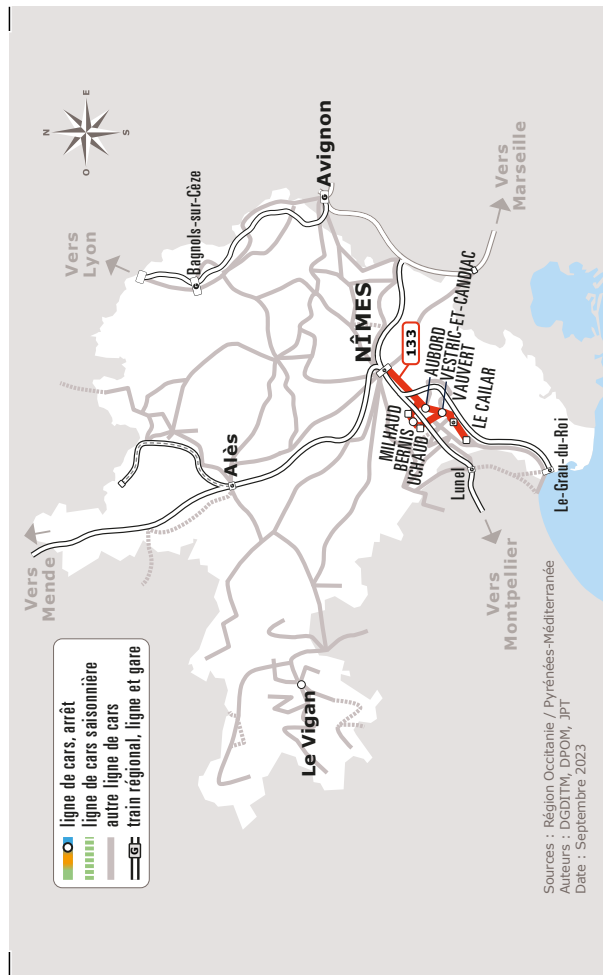 ligne de cars, arrêt
ligne de cars saisonnière
autre ligne de cars
G train régional, ligne et gare
N
E
S
O
Vers
Mende
Vers
Lyon
Bagnols-sur-Cèze
G
Alès
G
Avignon
G
Le Vigan
NÎMES
133
MILHAUD
BERNIS
UCHAUD
AUBORD
VESTRIC-ET-CANDIAC
VAUVERT
LE CAILAR
Lunel
Vers
Marseille
Vers
Montpellier
Le-Grau-du-Roi
Sources : Région Occitanie / Pyrénées-Méditerranée
Auteurs : DGDITM, DPOM, JPT
Date : Septembre 2023